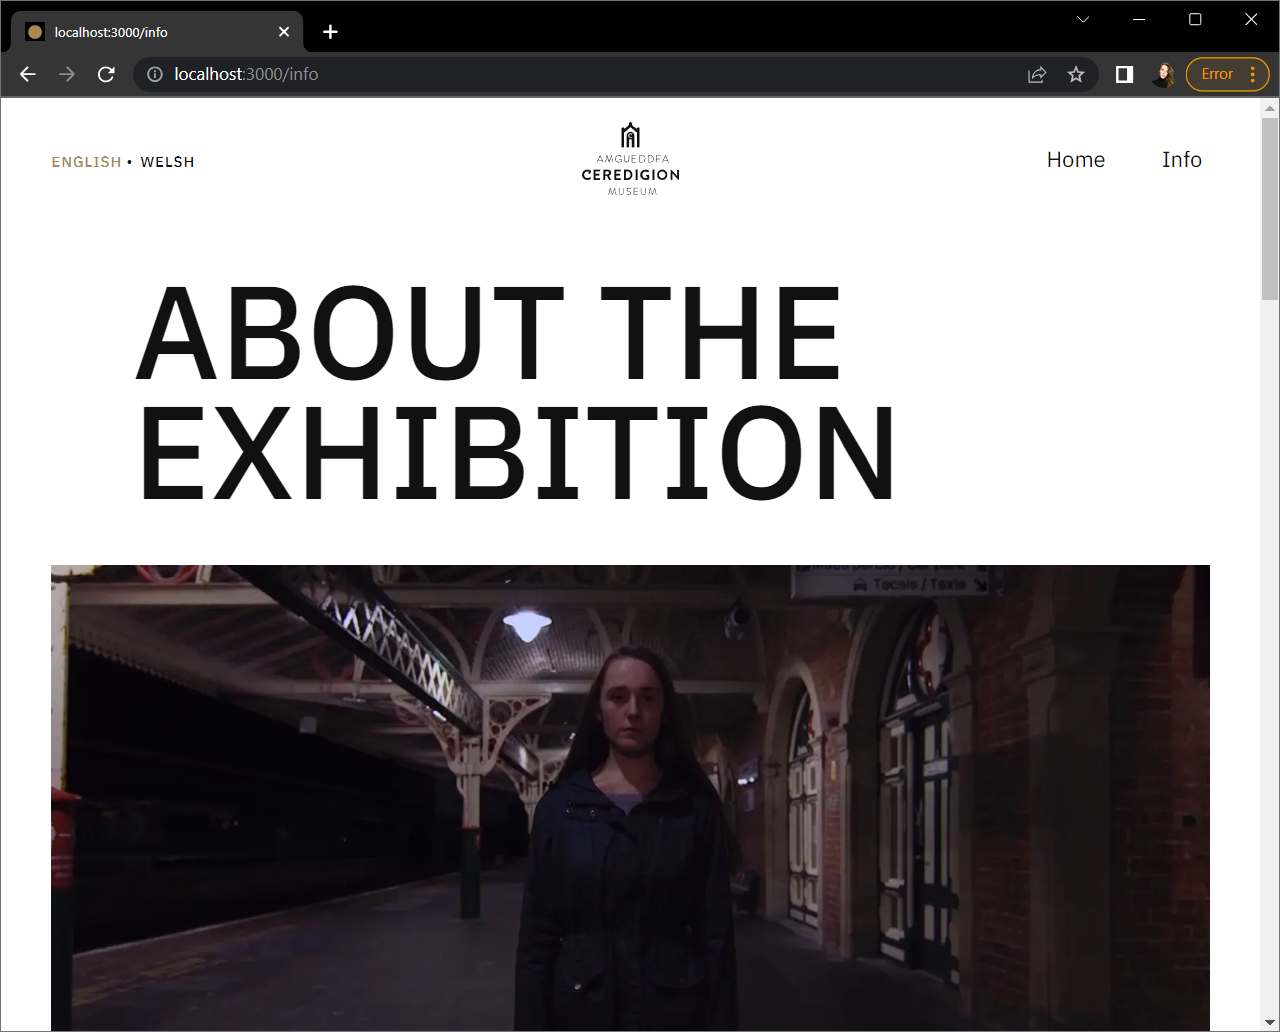 localhost:3000/info
localhost:3000/info
Error
ENGLISH • WELSH
AMGUEDDFA
CEREDIGION
MUSEUM
Home
Info
ABOUT THE
EXHIBITION
Tacsis / Taxis